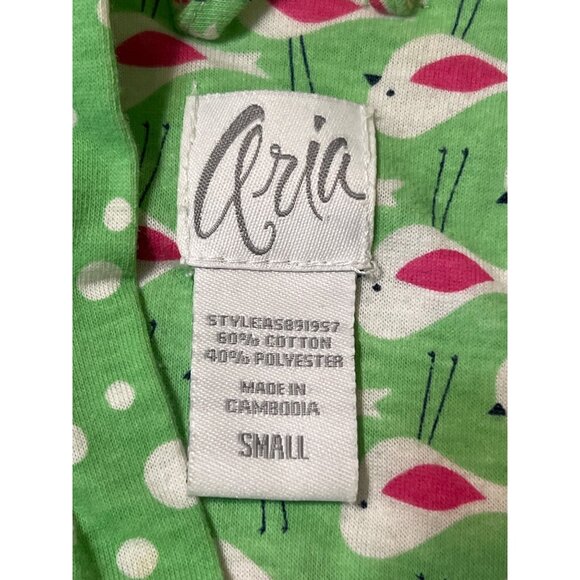 aria
STYLE:AS891957
60% COTTON
40% POLYESTER
MADE IN
CAMBODIA
SMALL